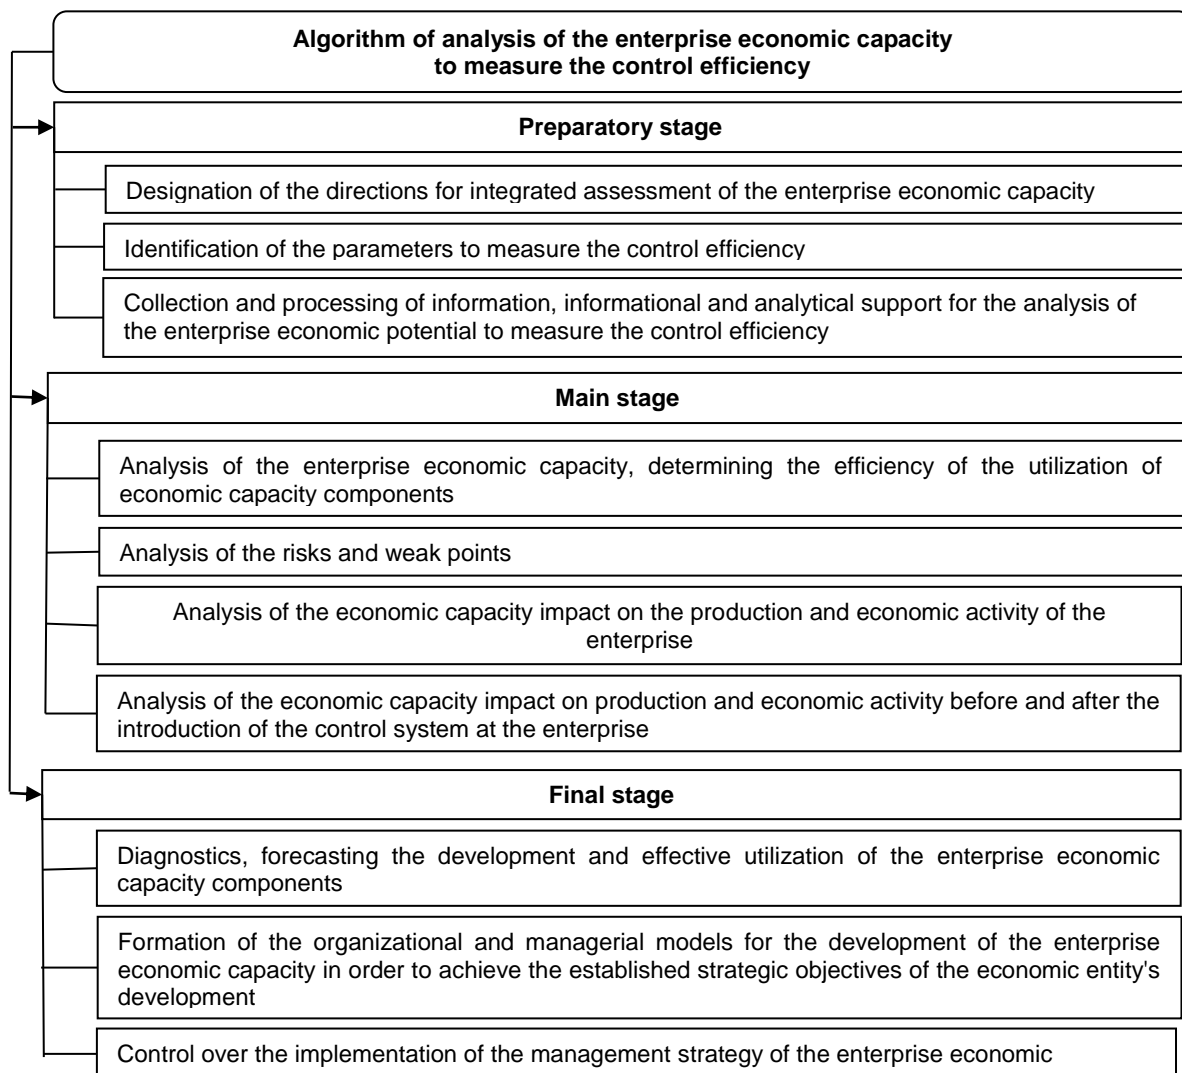 Algorithm of analysis of the enterprise economic capacity
to measure the control efficiency
Preparatory stage
Designation of the directions for integrated assessment of the enterprise economic capacity
Identification of the parameters to measure the control efficiency
Collection and processing of information, informational and analytical support for the analysis of
the enterprise economic potential to measure the control efficiency
Main stage
Analysis of the enterprise economic capacity, determining the efficiency of the utilization of
economic capacity components
Analysis of the risks and weak points
Analysis of the economic capacity impact on the production and economic activity of the
enterprise
Analysis of the economic capacity impact on production and economic activity before and after the
introduction of the control system at the enterprise
Final stage
Diagnostics, forecasting the development and effective utilization of the enterprise economic
capacity components
Formation of the organizational and managerial models for the development of the enterprise
economic capacity in order to achieve the established strategic objectives of the economic entity's
development
Control over the implementation of the management strategy of the enterprise economic